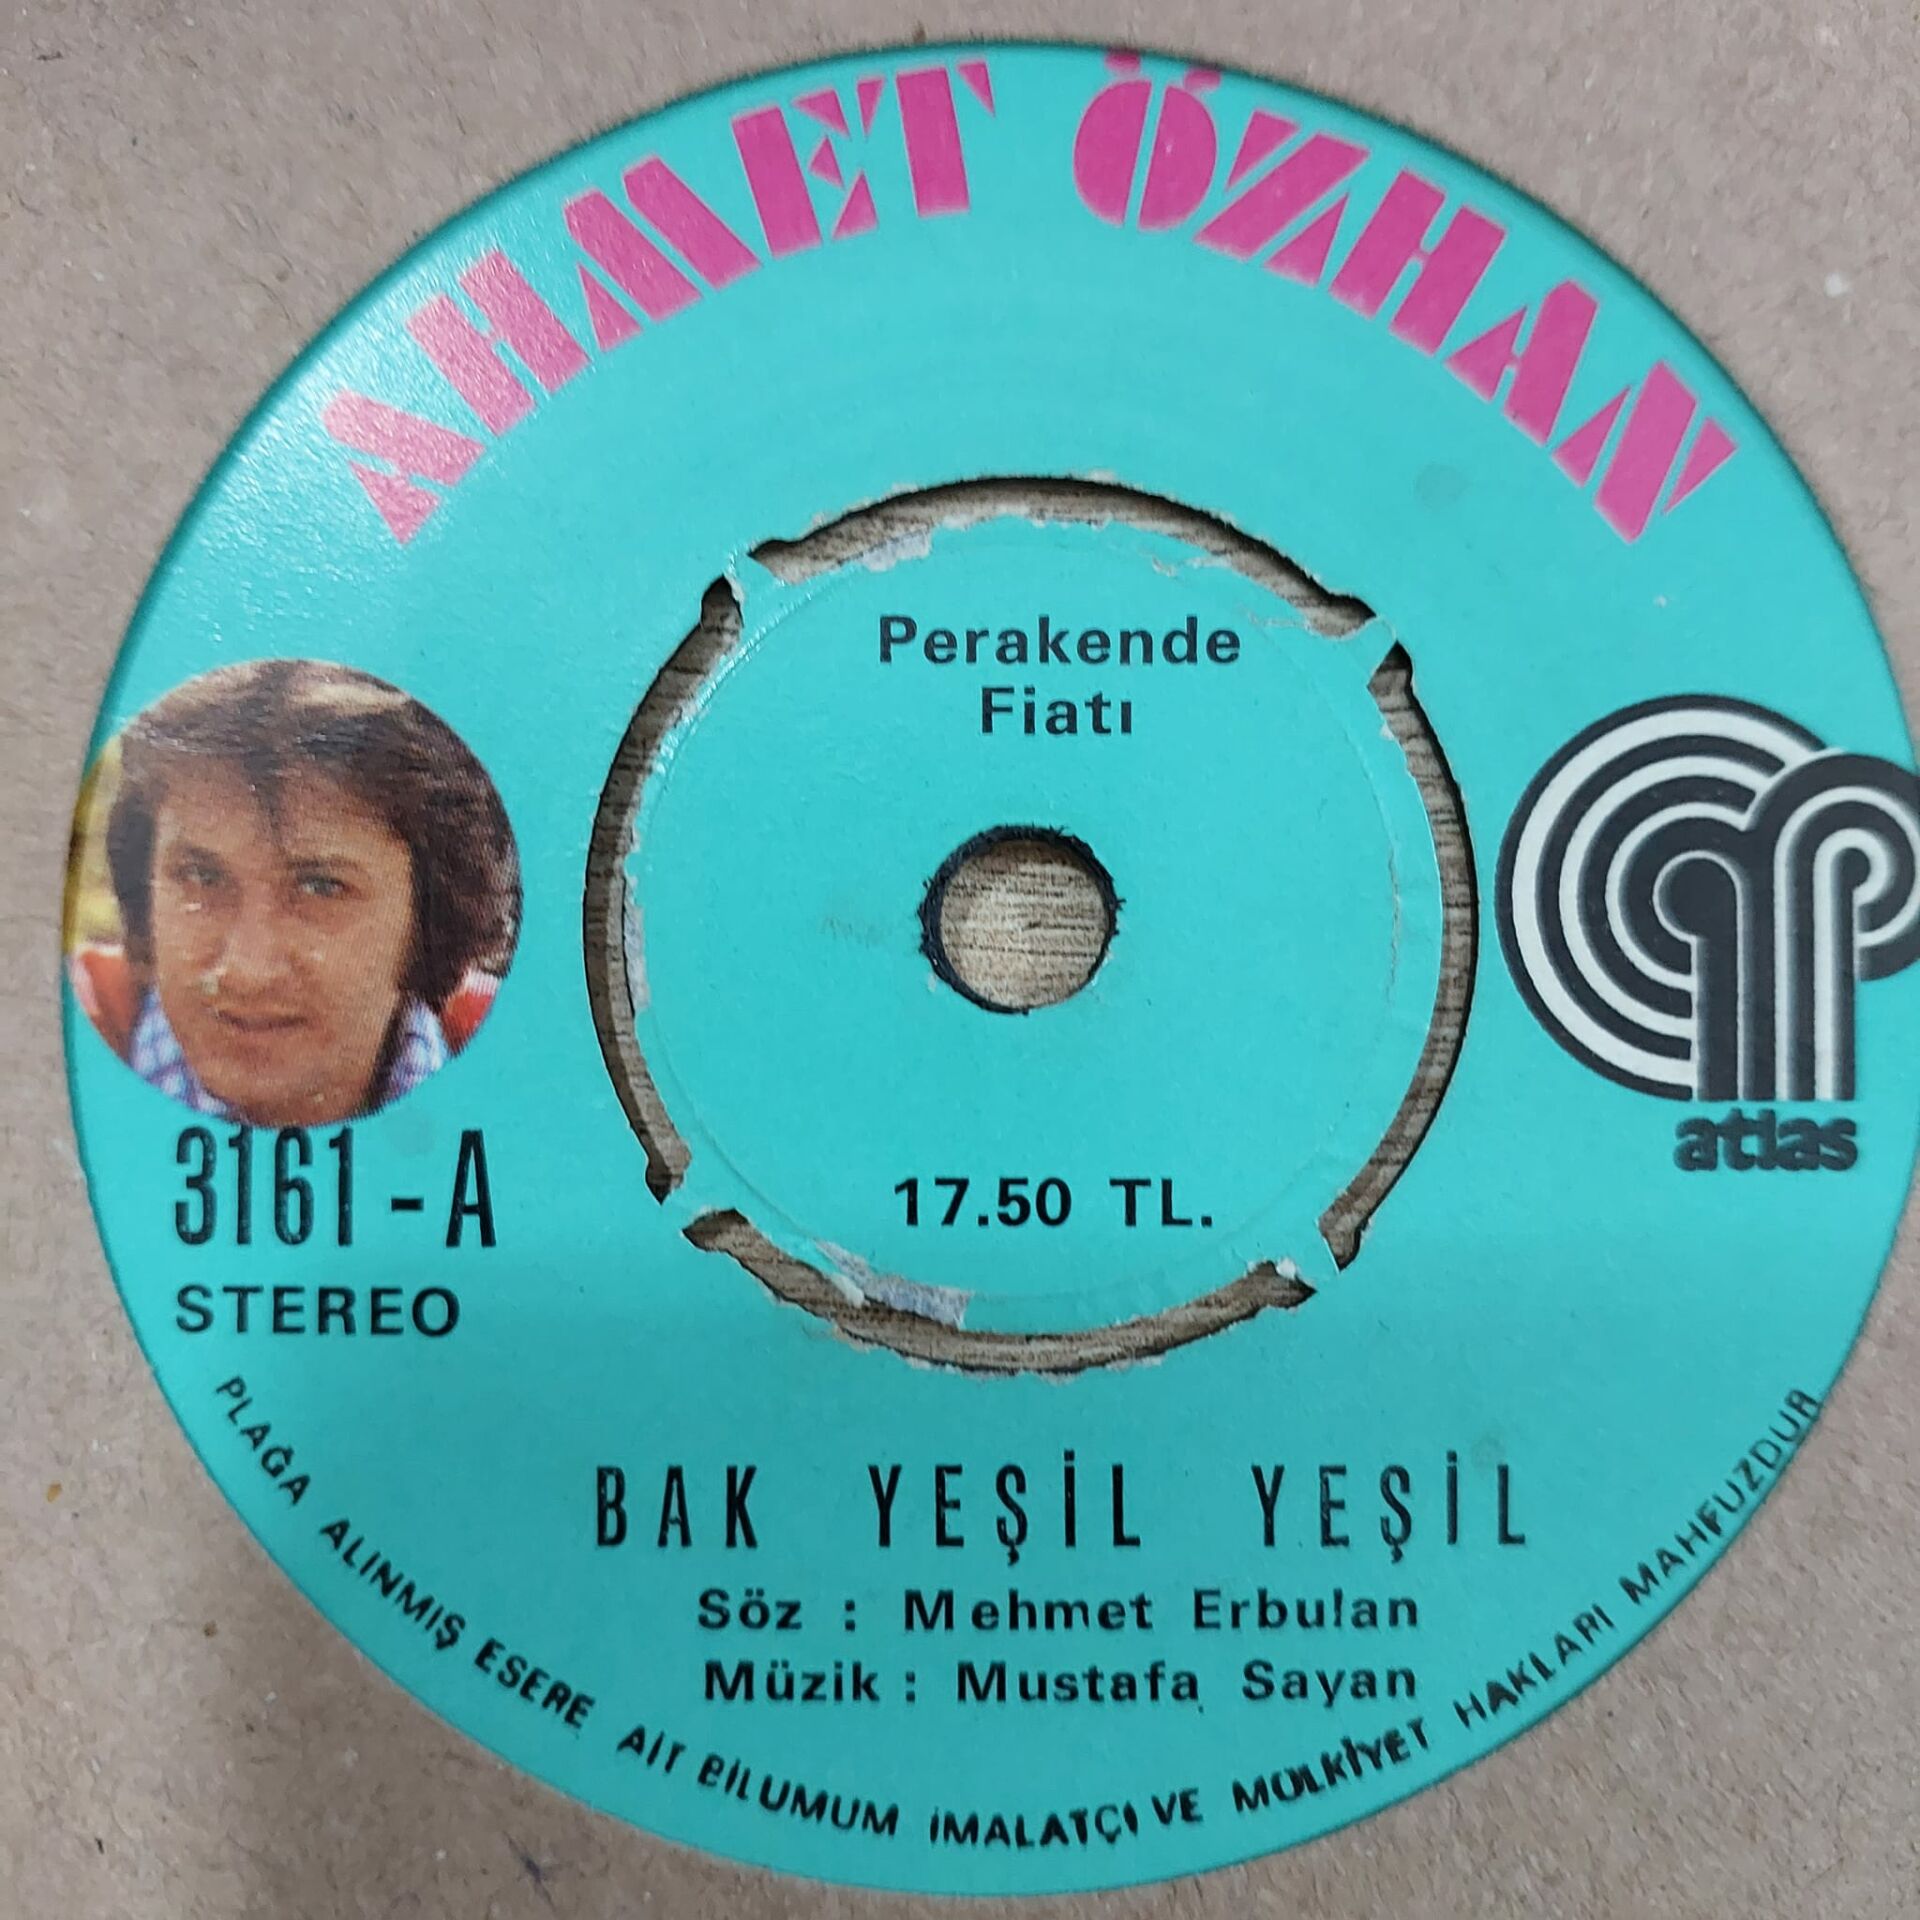 AHMET ÖZHAN
Perakende
Fiatı
atlas
3161-A
17.50 TL.
STEREO
BAK YEŞİL YEŞİL
Söz : Mehmet Erbulan
Müzik : Mustafa Sayan
PLAĞA ALINMIŞ ESERE AİT BİLUMUM İMALATÇI VE MOLKİYET HAKLARI MAHFUZDUR